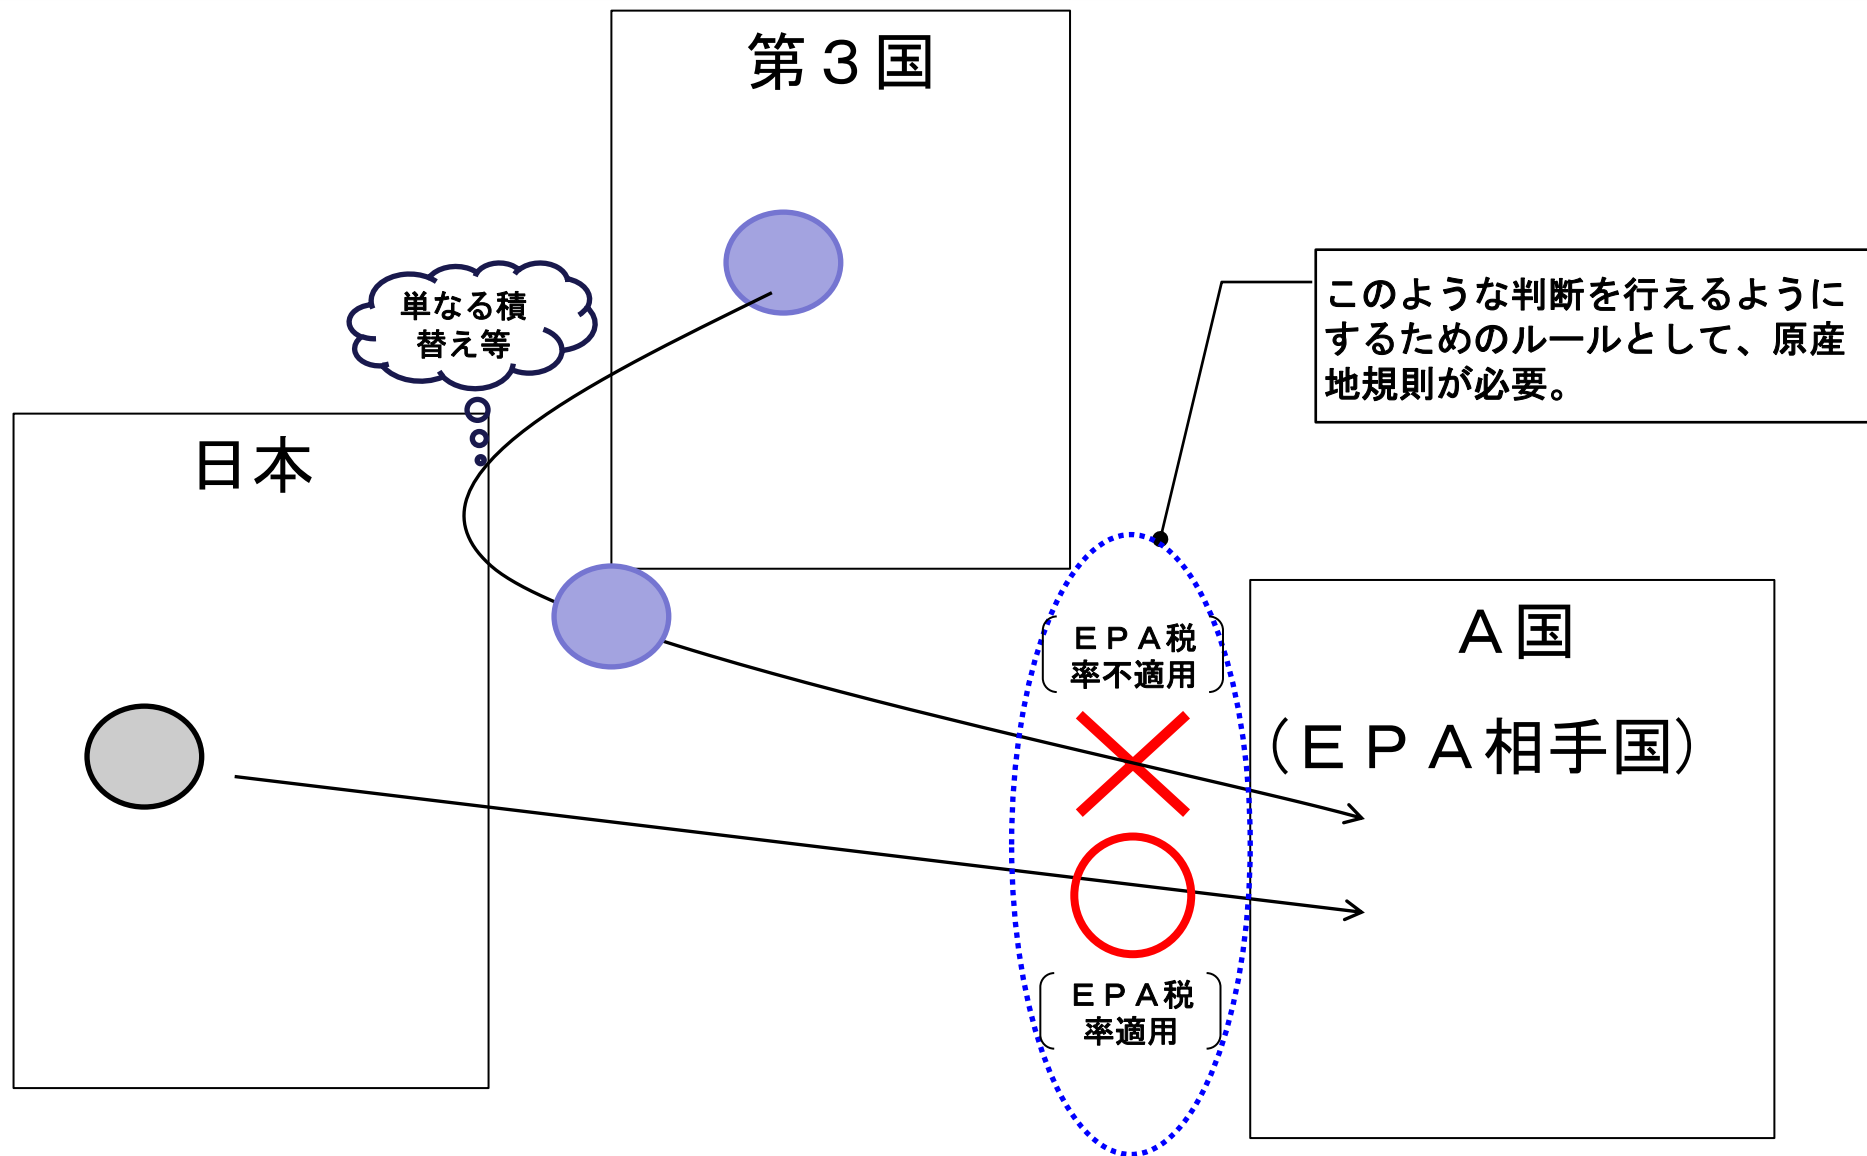 第３国
単なる積
替え等
このような判断を行えるように
するためのルールとして、原産
地規則が必要。
日本
ＥＰＡ税
率不適用
Ａ国
（ＥＰＡ相手国）
ＥＰＡ税
率適用